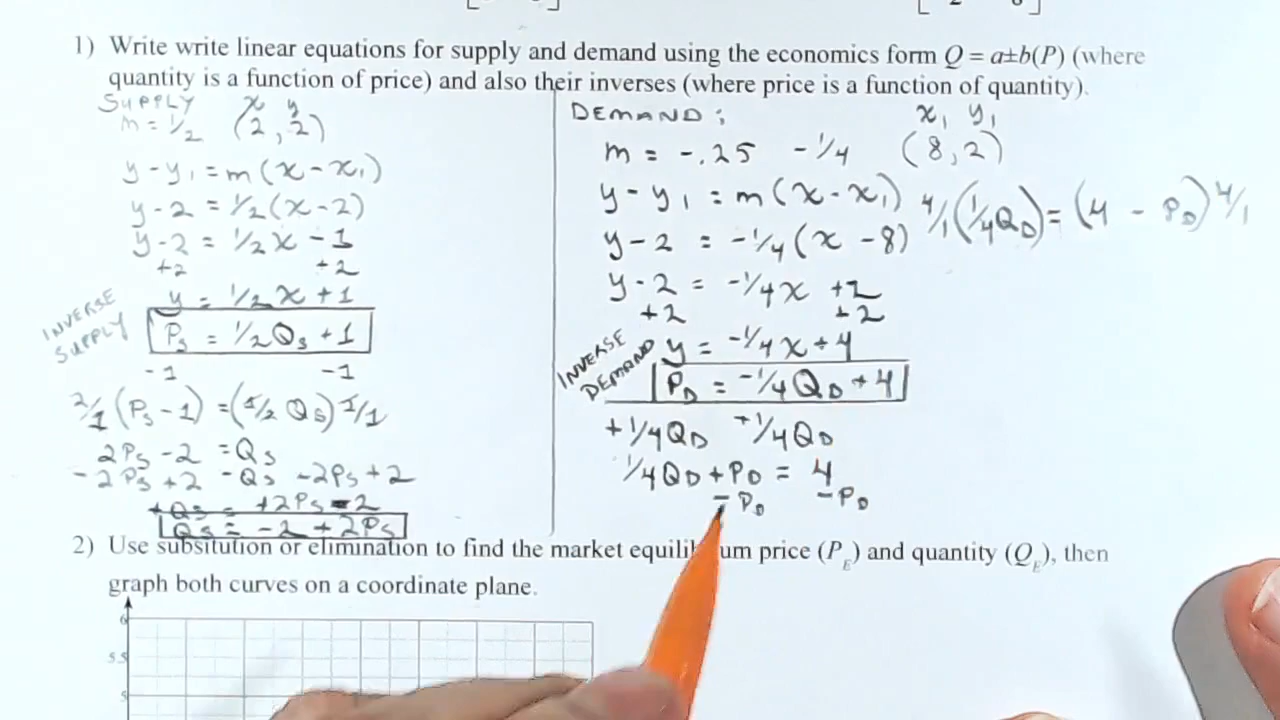 1) Write write linear equations for supply and demand using the economics form Q = a±b(P) (where
quantity is a function of price) and also their inverses (where price is a function of quantity).
SUPPLY
m = 1/2
x y
(2, 2)
y - y₁ = m(x - x₁)
y - 2 = 1/2(x - 2)
y - 2 = 1/2x - 1
+2 +2
y = 1/2x + 1
INVERSE
SUPPLY
Ps = 1/2Qs + 1
-1 -1
2/1 (Ps - 1) = (1/2 Qs) 2/1
2Ps - 2 = Qs
-2Ps + 2 - Qs -2Ps + 2
+Qs = +2Ps - 2
Qs = -2 + 2Ps
DEMAND:
m = -.25 -1/4
x₁ y₁
(8, 2)
y - y₁ = m(x - x₁)
y - 2 = -1/4(x - 8)
y - 2 = -1/4x +2
+2 +2
y = -1/4x + 4
INVERSE
DEMAND
PD = -1/4QD + 4
+1/4QD +1/4QD
1/4QD + PD = 4
-PD -PD
4/1(1/4QD) = (4 - PD)4/1
2) Use subsitution or elimination to find the market equilibrium price (P_E) and quantity (Q_E), then
graph both curves on a coordinate plane.
6
5.5
5